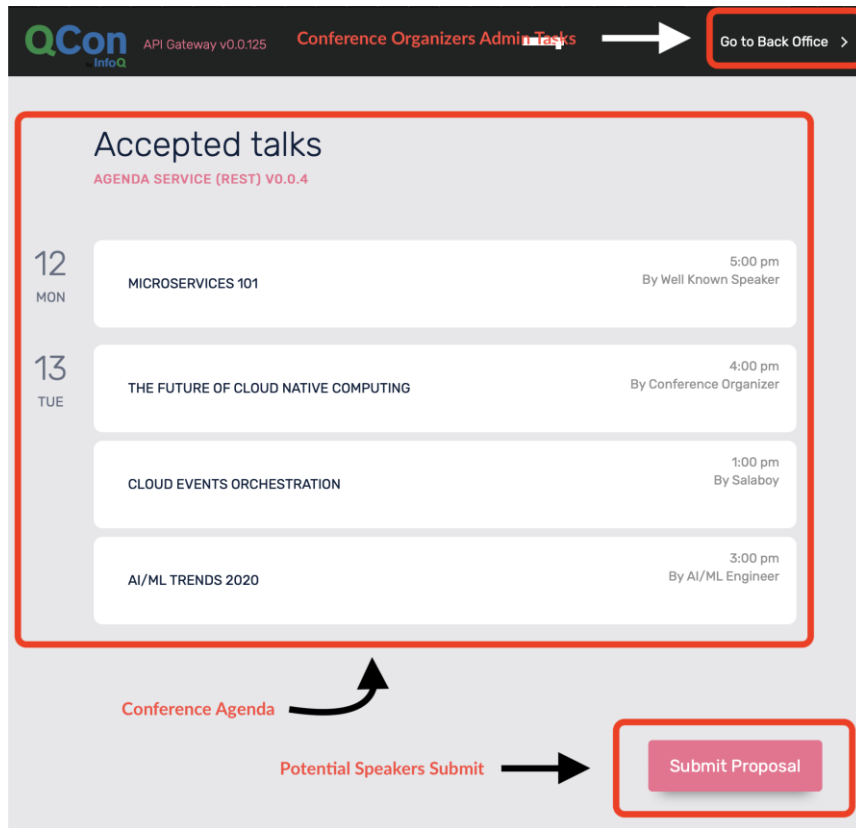 QCon
by InfoQ
API Gateway v0.0.125
Conference Organizers Admin Tasks
Go to Back Office >
Accepted talks
AGENDA SERVICE (REST) V0.0.4
12
MON
MICROSERVICES 101
5:00 pm
By Well Known Speaker
13
TUE
THE FUTURE OF CLOUD NATIVE COMPUTING
4:00 pm
By Conference Organizer
CLOUD EVENTS ORCHESTRATION
1:00 pm
By Salaboy
AI/ML TRENDS 2020
3:00 pm
By AI/ML Engineer
Conference Agenda
Potential Speakers Submit
Submit Proposal